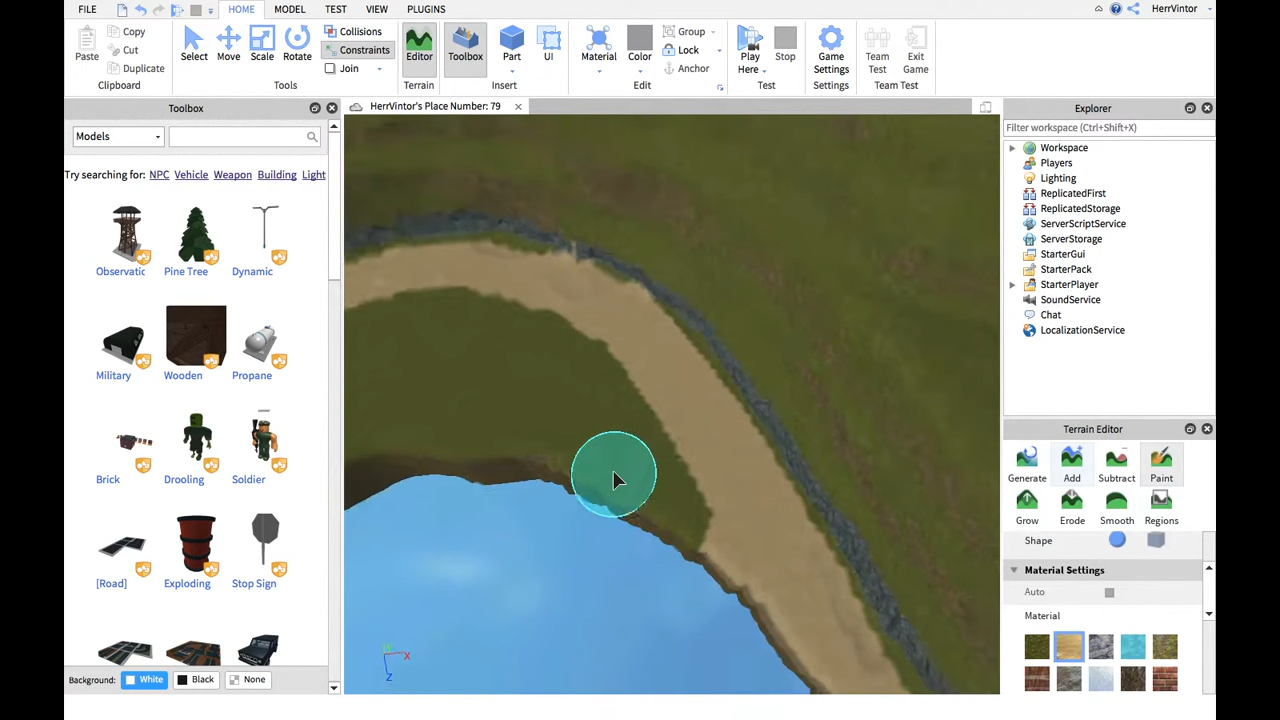 FILE HOME MODEL TEST VIEW PLUGINS HerrVintor
Paste Copy Cut Duplicate
Clipboard
Select Move Scale Rotate Collisions Constraints Join
Tools
Editor
Terrain
Toolbox Part UI
Insert
Material Color Group Lock Anchor
Edit
Play Here Stop
Test
Game Settings
Settings
Team Test Exit Game
Team Test
Toolbox
HerrVintor's Place Number: 79
Explorer
Models
Filter workspace (Ctrl+Shift+X)
Try searching for: NPC Vehicle Weapon Building Light
Observatic Pine Tree Dynamic
Military Wooden Propane
Brick Drooling Soldier
[Road] Exploding Stop Sign
Background: White Black None
X
Z
Workspace
Players
Lighting
ReplicatedFirst
ReplicatedStorage
ServerScriptService
ServerStorage
StarterGui
StarterPack
StarterPlayer
SoundService
Chat
LocalizationService
Terrain Editor
Generate Add Subtract Paint
Grow Erode Smooth Regions
Shape
Material Settings
Auto
Material